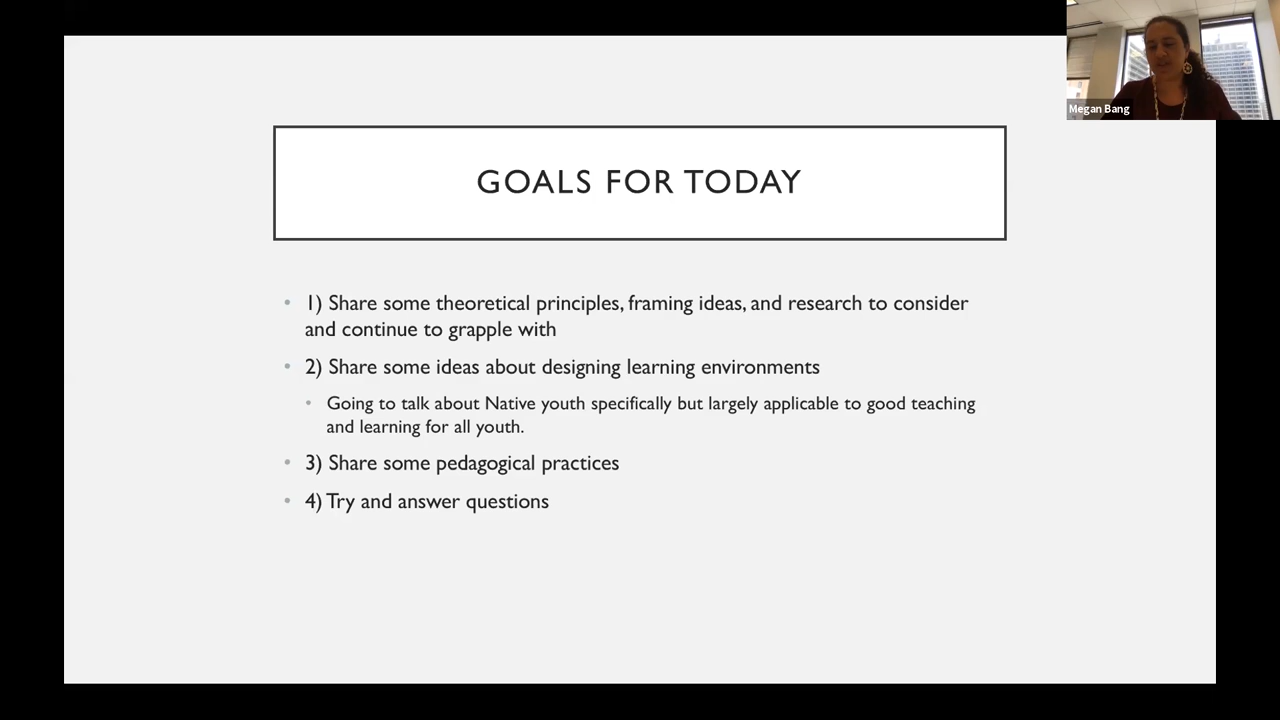 Megan Bang
GOALS FOR TODAY
• 1) Share some theoretical principles, framing ideas, and research to consider
and continue to grapple with
• 2) Share some ideas about designing learning environments
• Going to talk about Native youth specifically but largely applicable to good teaching
and learning for all youth.
• 3) Share some pedagogical practices
• 4) Try and answer questions